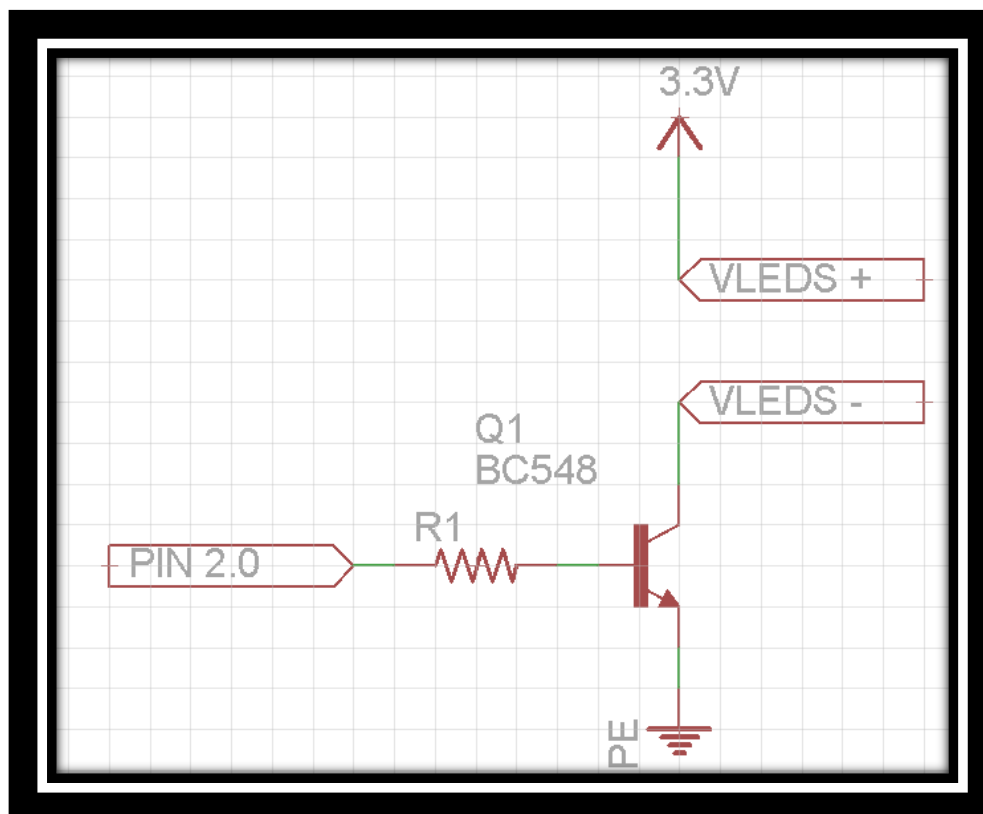 3.3V
VLEDS +
VLEDS -
Q1
BC548
R1
PIN 2.0
PE